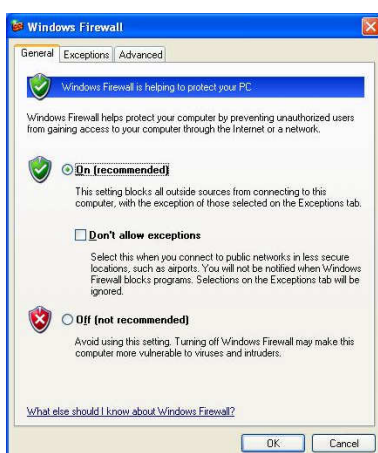 Windows Firewall
General Exceptions Advanced
Windows Firewall is helping to protect your PC
Windows Firewall helps protect your computer by preventing unauthorized users
from gaining access to your computer through the Internet or a network.
On (recommended)
This setting blocks all outside sources from connecting to this
computer, with the exception of those selected on the Exceptions tab.
Don't allow exceptions
Select this when you connect to public networks in less secure
locations, such as airports. You will not be notified when Windows
Firewall blocks programs. Selections on the Exceptions tab will be
ignored.
Off (not recommended)
Avoid using this setting. Turning off Windows Firewall may make this
computer more vulnerable to viruses and intruders.
What else should I know about Windows Firewall?
OK Cancel